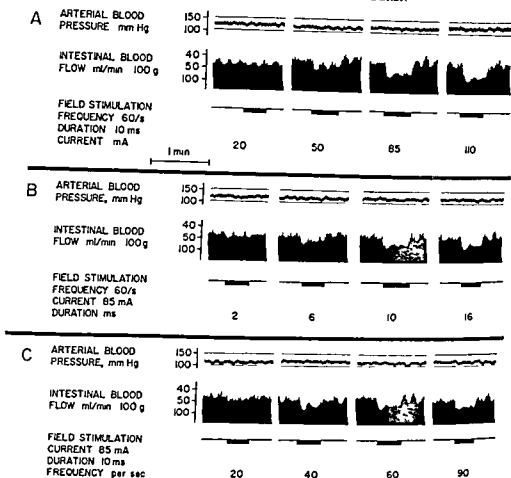 A
ARTERIAL BLOOD
PRESSURE mm Hg
150
100
INTESTINAL BLOOD
FLOW ml/min 100 g
40
50
100
FIELD STIMULATION
FREQUENCY 60/s
DURATION 10 ms
CURRENT mA
20 50 85 110
1 min
B
ARTERIAL BLOOD
PRESSURE, mm Hg
150
100
INTESTINAL BLOOD
FLOW ml/min 100 g
40
50
100
FIELD STIMULATION
FREQUENCY 60/s
CURRENT 85 mA
DURATION ms
2 6 10 16
C
ARTERIAL BLOOD
PRESSURE, mm Hg
150
100
INTESTINAL BLOOD
FLOW ml/min 100 g
40
50
100
FIELD STIMULATION
CURRENT 85 mA
DURATION 10 ms
FREQUENCY per sec
20 40 60 90